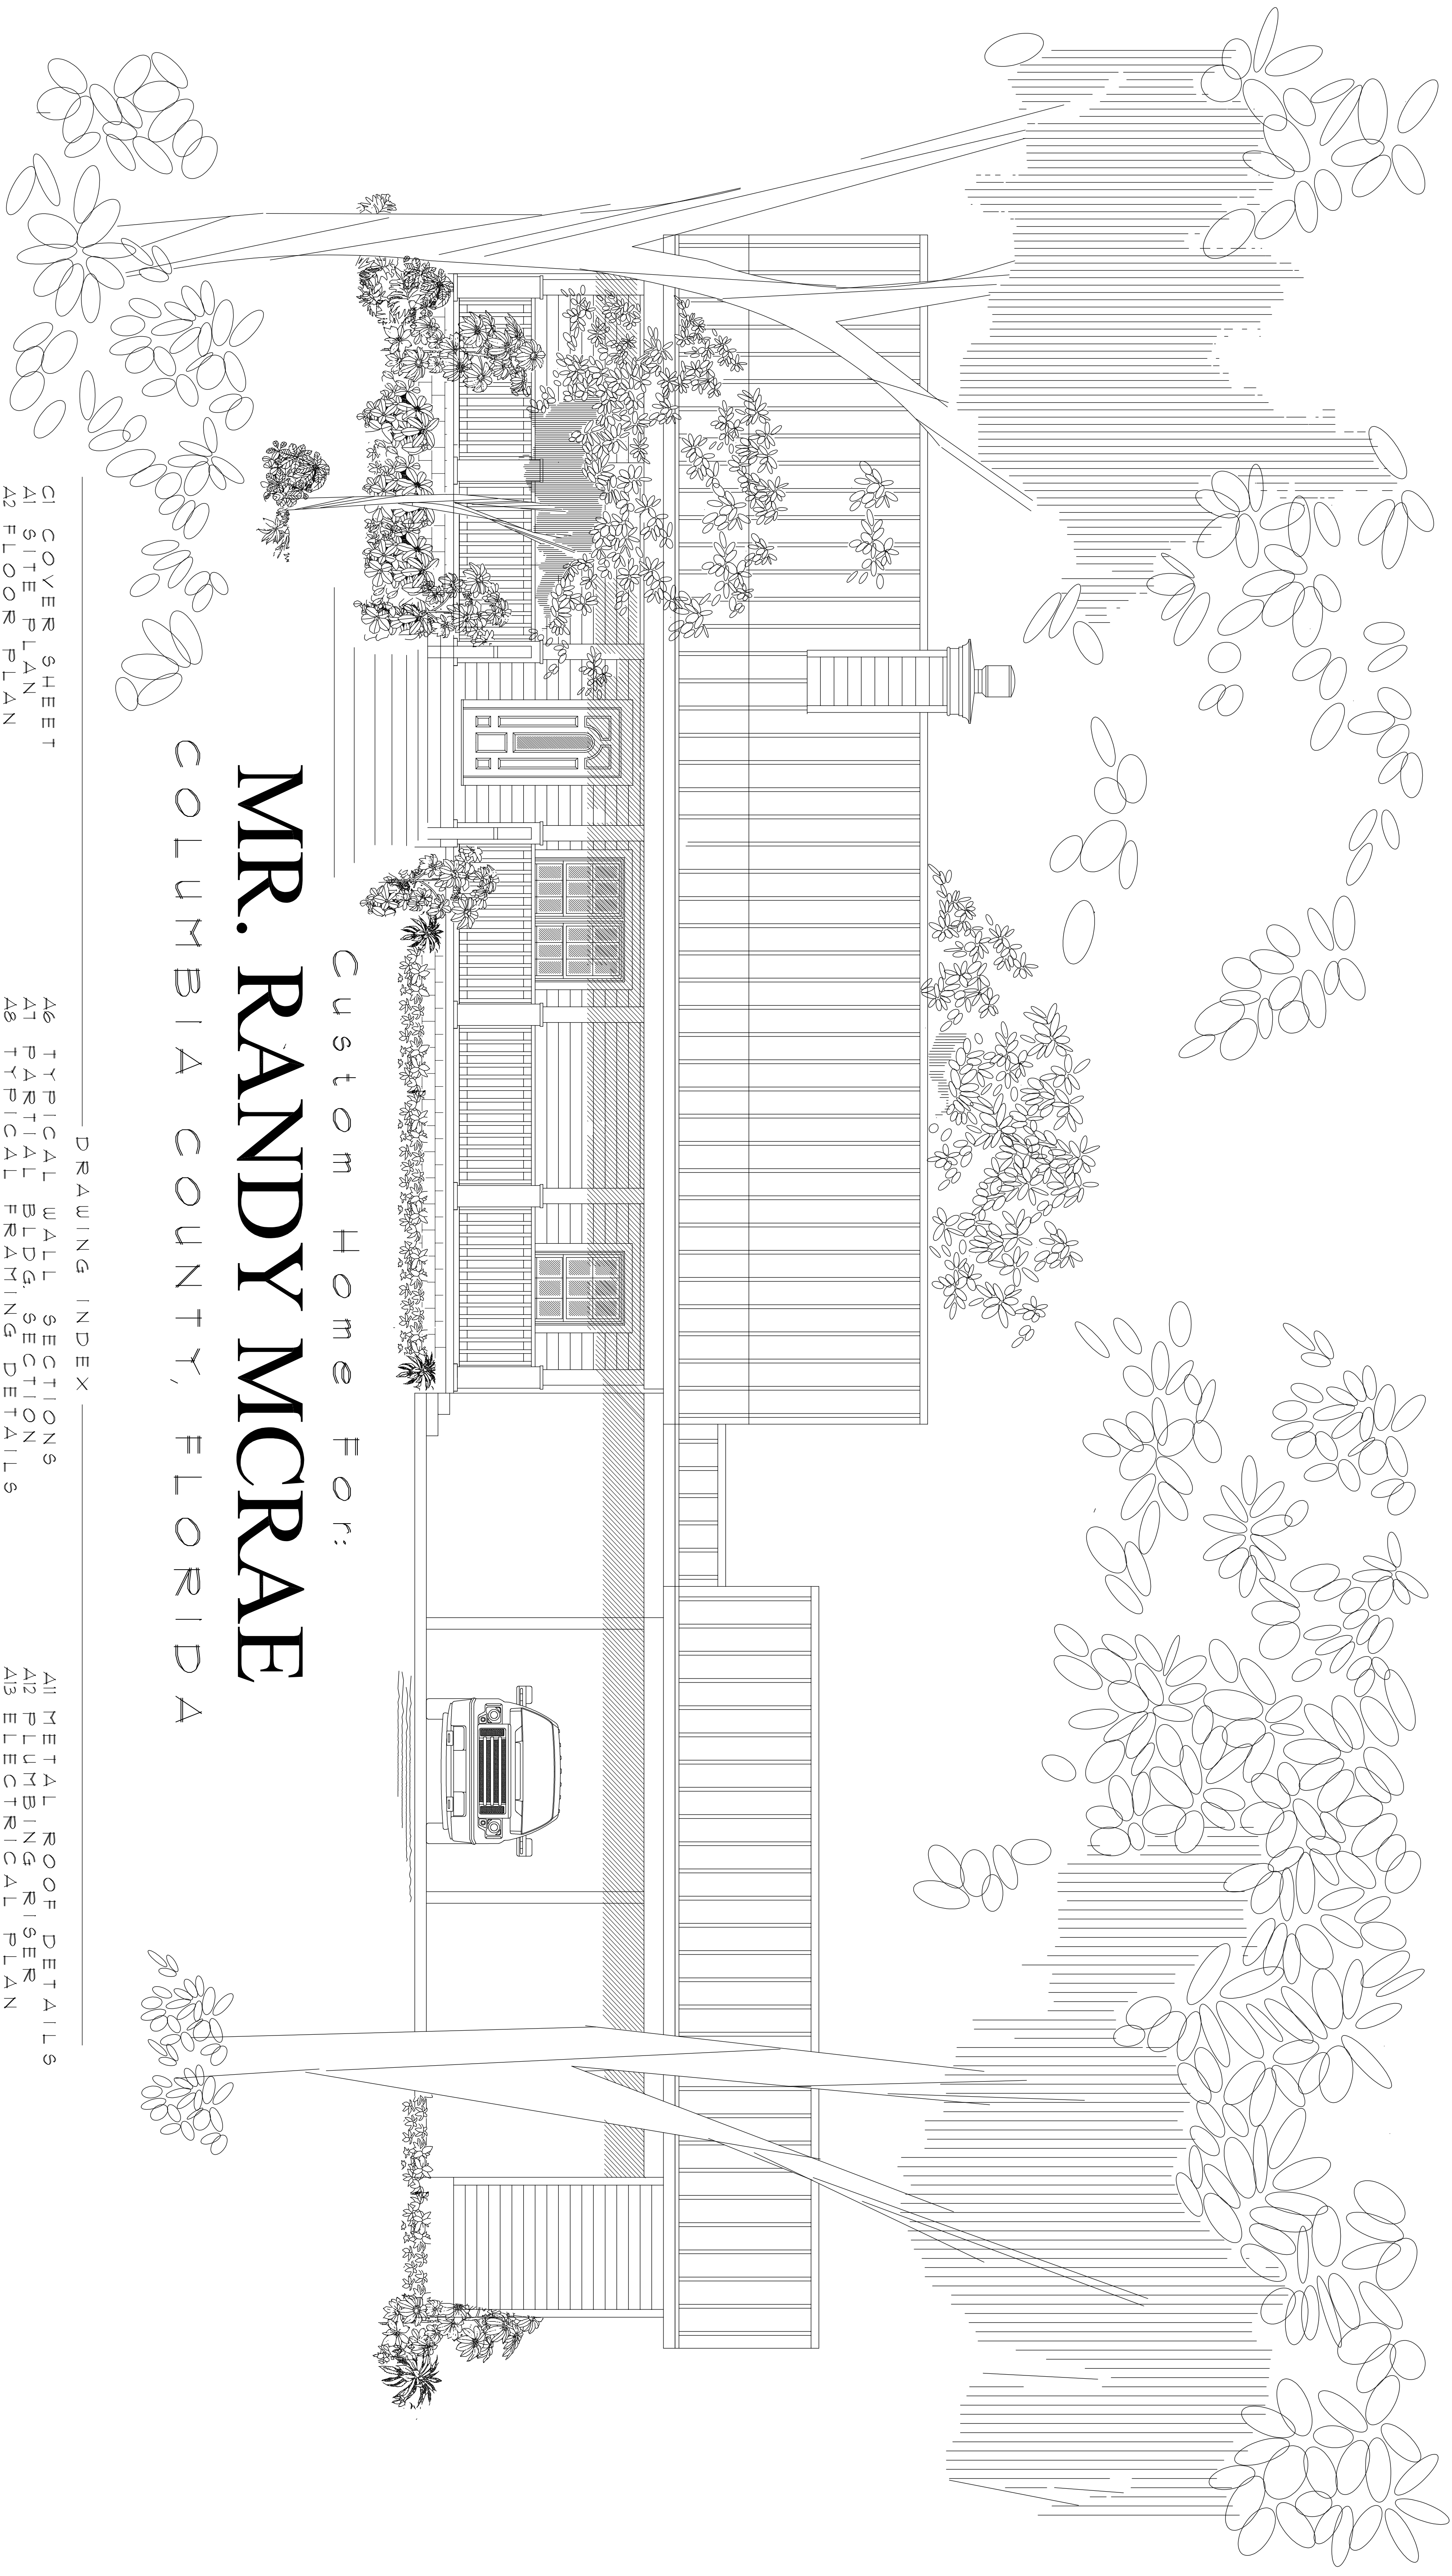 Custom Home For:
MR. RANDY MCRAE
COLUMBIA COUNTY, FLORIDA
DRAWING INDEX
C1 COVER SHEET
A1 SITE PLAN
A2 FLOOR PLAN
A6 TYPICAL WALL SECTIONS
A7 PARTIAL BLDG. SECTION
A8 TYPICAL FRAMING DETAILS
A11 METAL ROOF DETAILS
A12 PLUMBING RISER
A13 ELECTRICAL PLAN